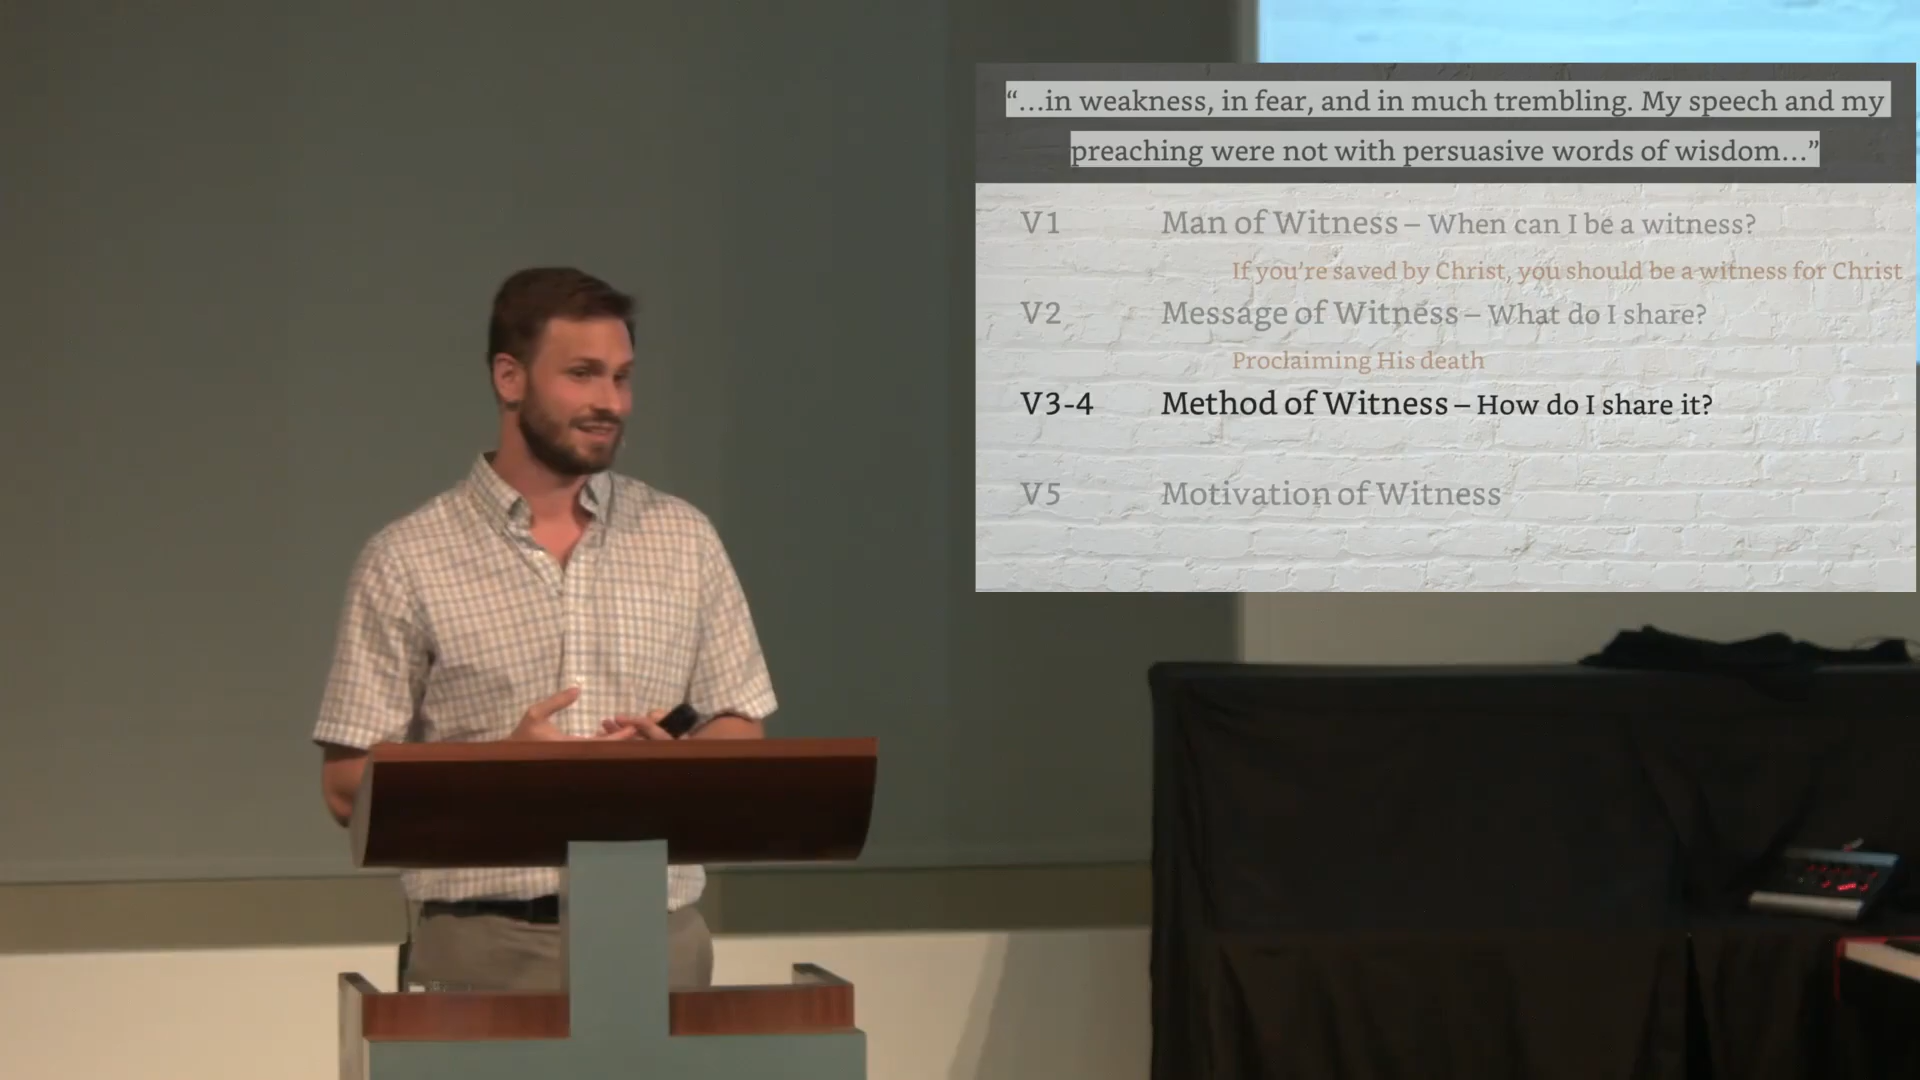 “…in weakness, in fear, and in much trembling. My speech and my
preaching were not with persuasive words of wisdom…”
V1 Man of Witness – When can I be a witness?
If you’re saved by Christ, you should be a witness for Christ
V2 Message of Witness – What do I share?
Proclaiming His death
V3-4 Method of Witness – How do I share it?
V5 Motivation of Witness